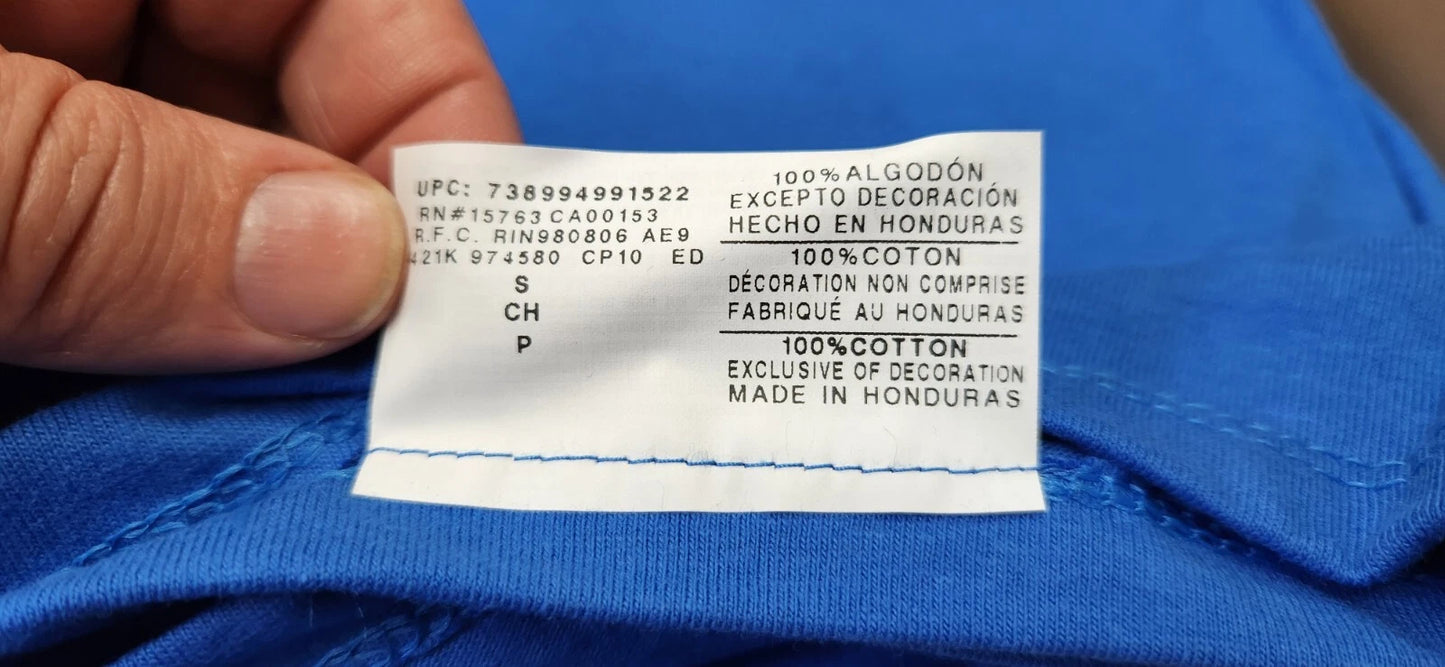 UPC: 738994991522
RN#15763 CA00153
R.F.C. RIN980806 AE9
421K 974580 CP10 ED
S
CH
P
100%ALGODÓN
EXCEPTO DECORACIÓN
HECHO EN HONDURAS
100%COTON
DÉCORATION NON COMPRISE
FABRIQUÉ AU HONDURAS
100%COTTON
EXCLUSIVE OF DECORATION
MADE IN HONDURAS